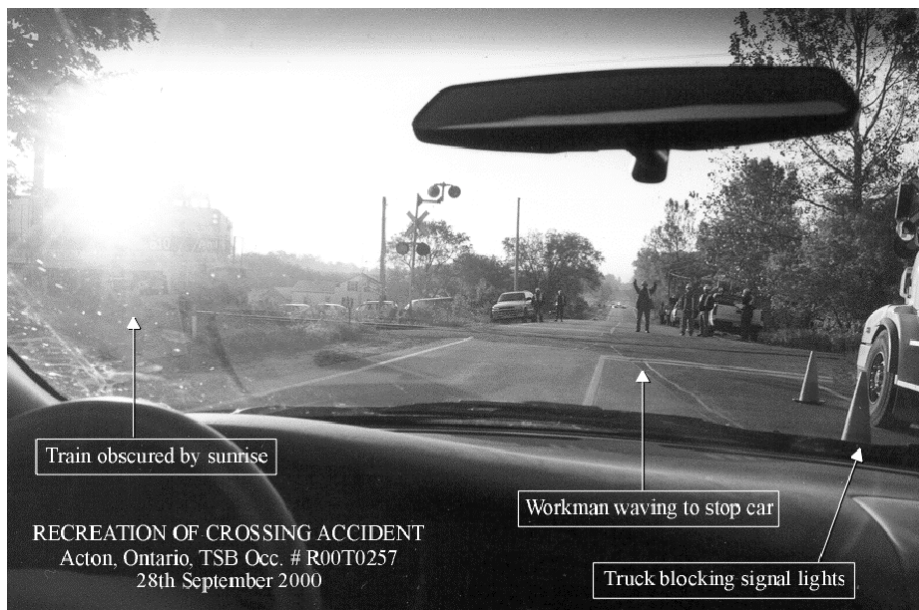 Train obscured by sunrise
Workman waving to stop car
RECREATION OF CROSSING ACCIDENT
Acton, Ontario, TSB Occ. # R00T0257
28th September 2000
Truck blocking signal lights